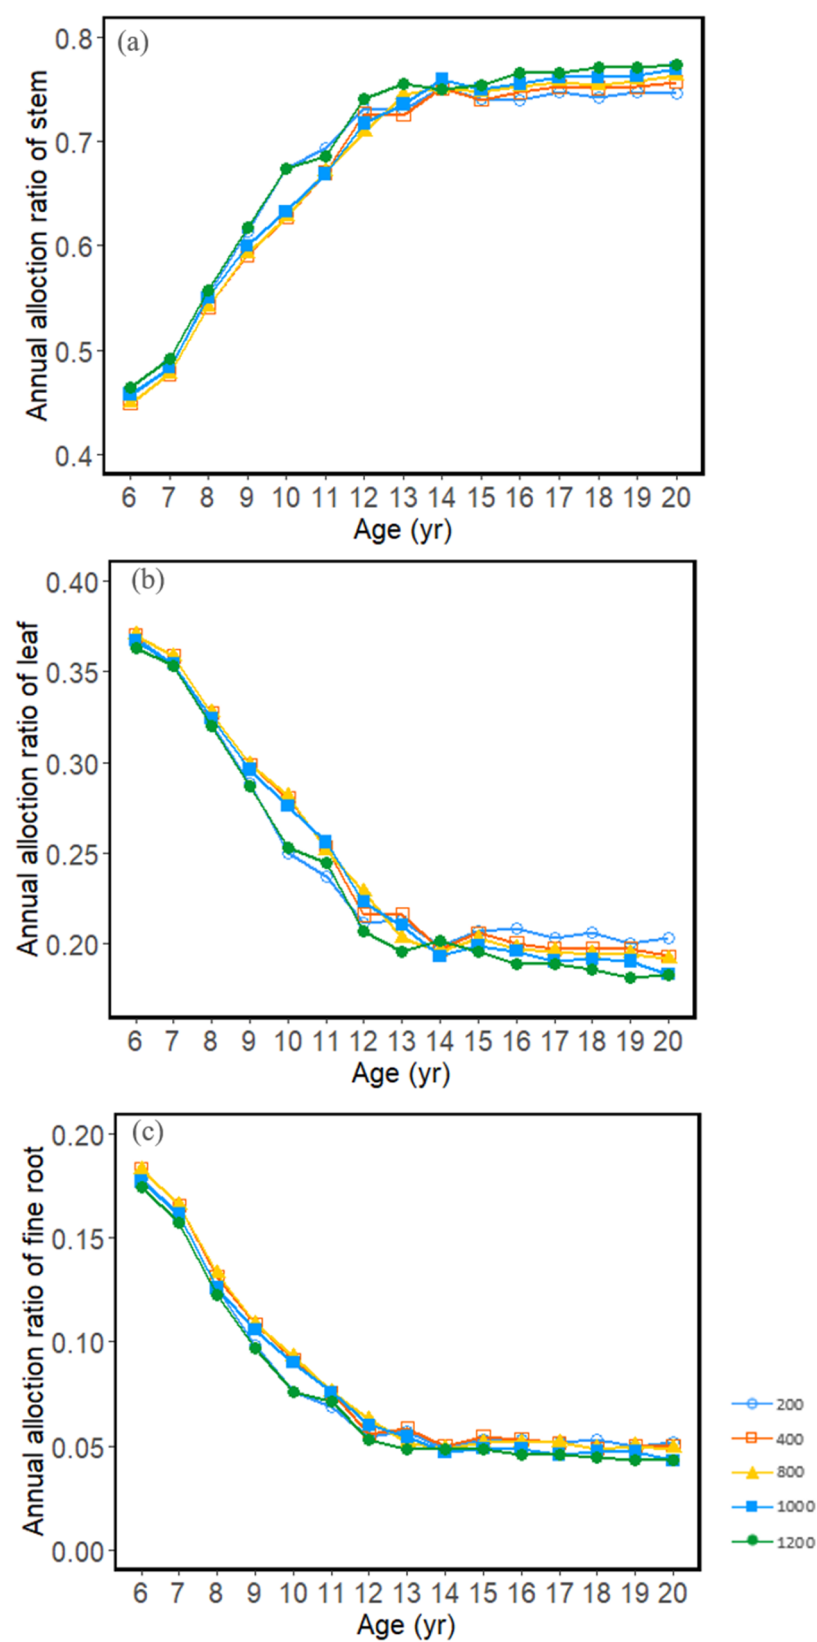 (a)
Annual alloction ratio of stem
0.8
0.7
0.6
0.5
0.4
6 7 8 9 10 11 12 13 14 15 16 17 18 19 20
Age (yr)
(b)
Annual alloction ratio of leaf
0.40
0.35
0.30
0.25
0.20
6 7 8 9 10 11 12 13 14 15 16 17 18 19 20
Age (yr)
(c)
Annual alloction ratio of fine root
0.20
0.15
0.10
0.05
0.00
6 7 8 9 10 11 12 13 14 15 16 17 18 19 20
Age (yr)
200
400
800
1000
1200